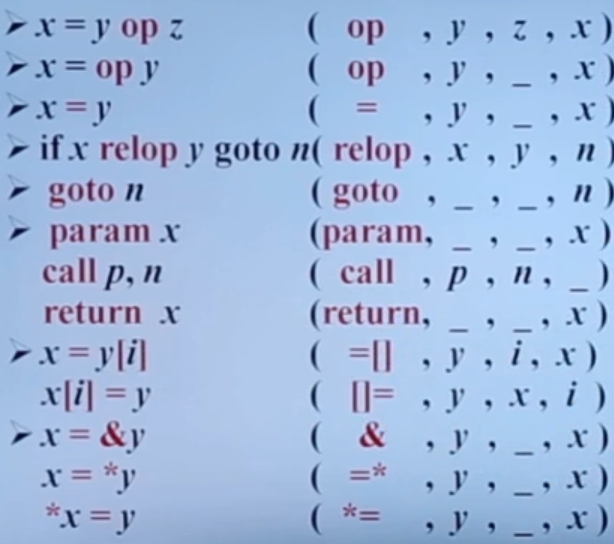 ➢ x = y op z ( op , y , z , x )
➢ x = op y ( op , y , _ , x )
➢ x = y ( = , y , _ , x )
➢ if x relop y goto n ( relop , x , y , n )
➢ goto n ( goto , _ , _ , n )
➢ param x (param, _ , _ , x )
call p, n ( call , p , n , _ )
return x (return, _ , _ , x )
➢ x = y[i] ( =[] , y , i , x )
x[i] = y ( []= , y , x , i )
➢ x = &y ( & , y , _ , x )
x = *y ( =* , y , _ , x )
*x = y ( *= , y , _ , x )